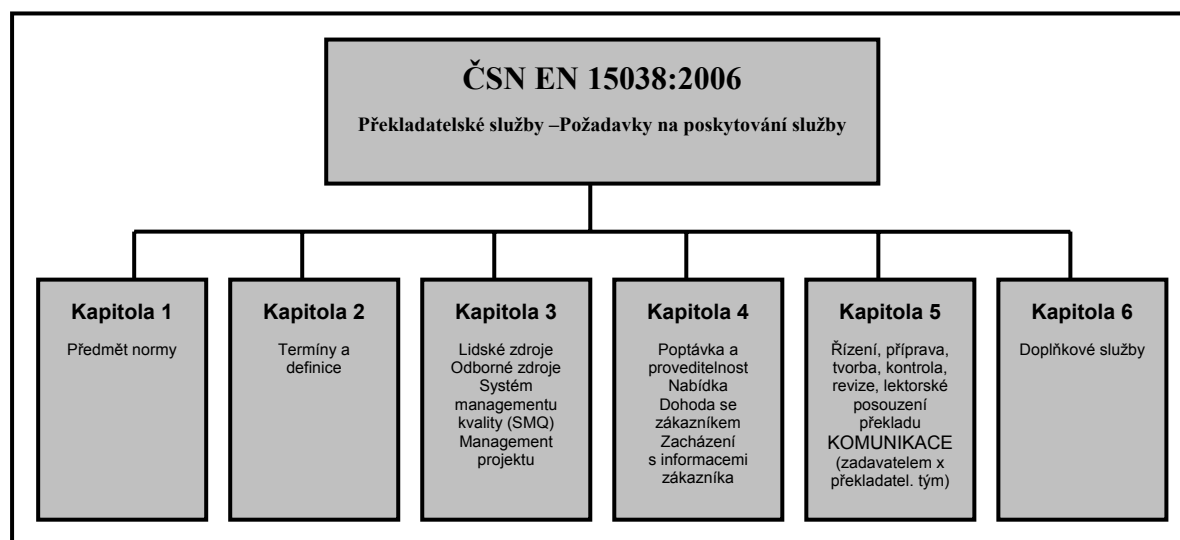 ČSN EN 15038:2006
Překladatelské služby –Požadavky na poskytování služby
Kapitola 1
Předmět normy
Kapitola 2
Termíny a
definice
Kapitola 3
Lidské zdroje
Odborné zdroje
Systém
managementu
kvality (SMQ)
Management
projektu
Kapitola 4
Poptávka a
proveditelnost
Nabídka
Dohoda se
zákazníkem
Zacházení
s informacemi
zákazníka
Kapitola 5
Řízení, příprava,
tvorba, kontrola,
revize, lektorské
posouzení
překladu
KOMUNIKACE
(zadavatelem x
překladatel. tým)
Kapitola 6
Doplňkové služby